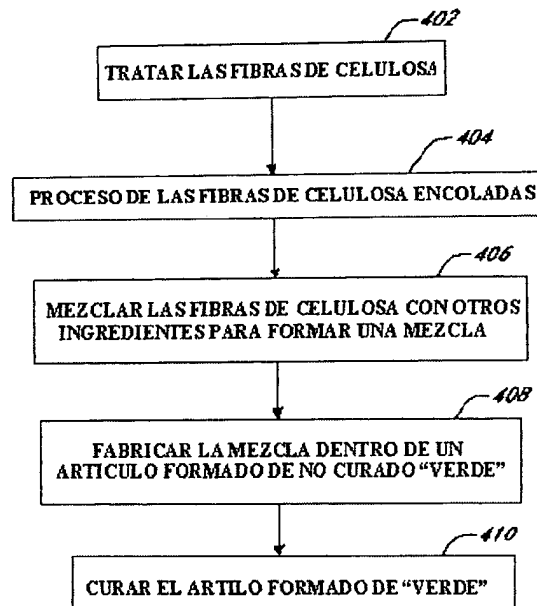 402
TRATAR LAS FIBRAS DE CELULOSA
404
PROCESO DE LAS FIBRAS DE CELULOSA ENCOLADAS
406
MEZCLAR LAS FIBRAS DE CELULOSA CON OTROS
INGREDIENTES PARA FORMAR UNA MEZCLA
408
FABRICAR LA MEZCLA DENTRO DE UN
ARTICULO FORMADO DE NO CURADO “VERDE”
410
CURAR EL ARTILO FORMADO DE “VERDE”